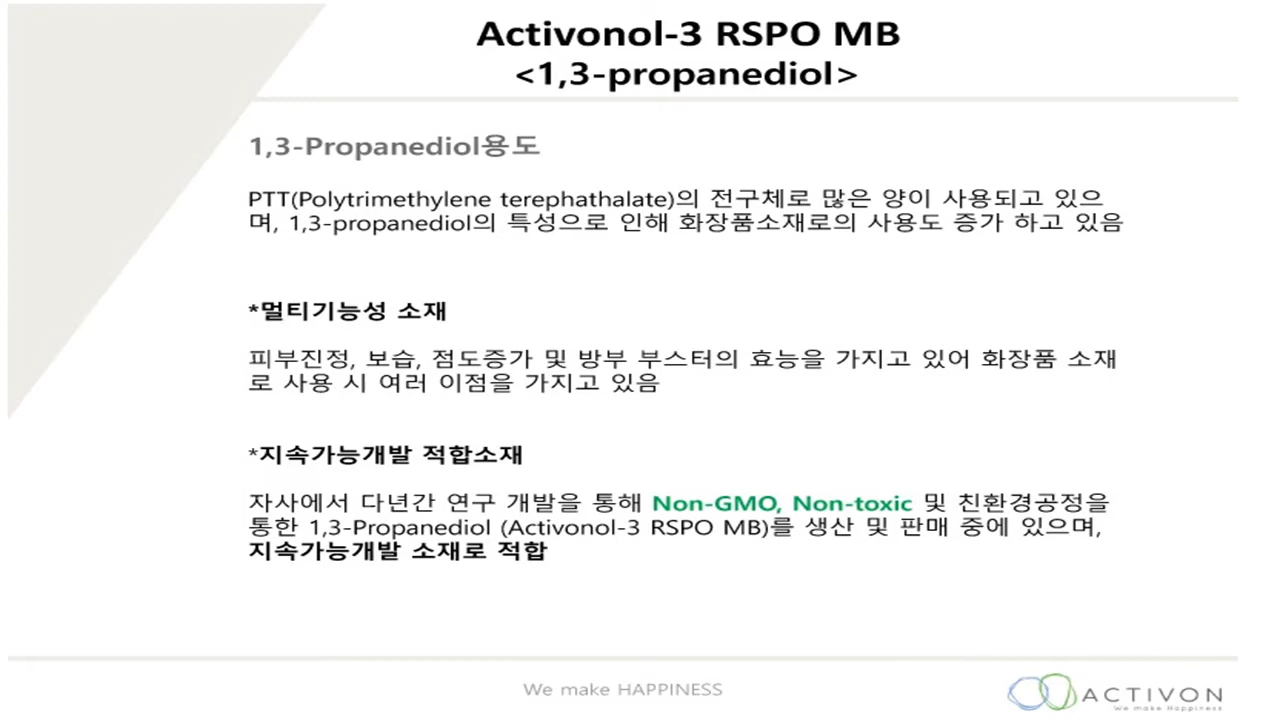 Activonol-3 RSPO MB
<1,3-propanediol>
1,3-Propanediol용도
PTT(Polytrimethylene terephathalate)의 전구체로 많은 양이 사용되고 있으
며, 1,3-propanediol의 특성으로 인해 화장품소재로의 사용도 증가 하고 있음
*멀티기능성 소재
피부진정, 보습, 점도증가 및 방부 부스터의 효능을 가지고 있어 화장품 소재
로 사용 시 여러 이점을 가지고 있음
*지속가능개발 적합소재
자사에서 다년간 연구 개발을 통해 Non-GMO, Non-toxic 및 친환경공정을
통한 1,3-Propanediol (Activonol-3 RSPO MB)를 생산 및 판매 중에 있으며,
지속가능개발 소재로 적합
We make HAPPINESS
ACTIVON
We make Happiness